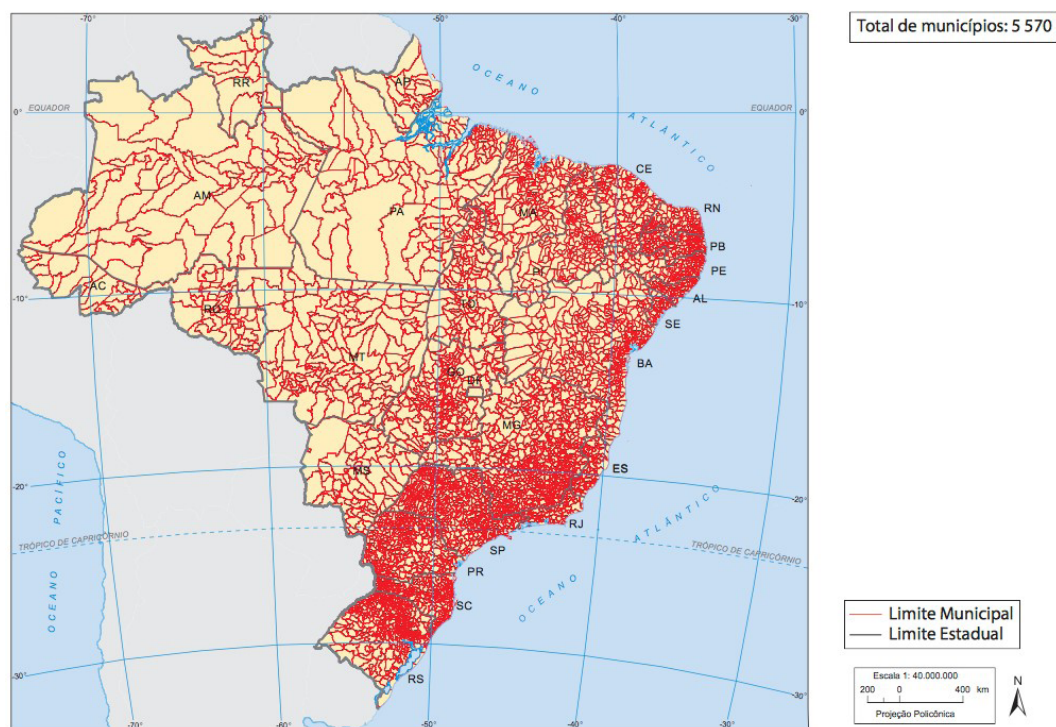 -70° -60° -50° -40° -30°
Total de municípios: 5 570
OCEANO
ATLÂNTICO
EQUADOR
EQUADOR
0°
0°
RR
AP
AM
PA
MA
CE
RN
PB
PE
PI
AC
AL
-10°
-10°
RO
TO
SE
MT
BA
GO
DF
MG
MS
ES
-20°
-20°
RJ
OCEANO PACÍFICO
ATLÂNTICO
OCEANO
TRÓPICO DE CAPRICÓRNIO
TRÓPICO DE CAPRICÓRNIO
SP
PR
SC
RS
-30°
-30°
Limite Municipal
Limite Estadual
Escala 1: 40.000.000
200 0 400 km
Projeção Policônica
N
-70° -60° -50° -40° -30°